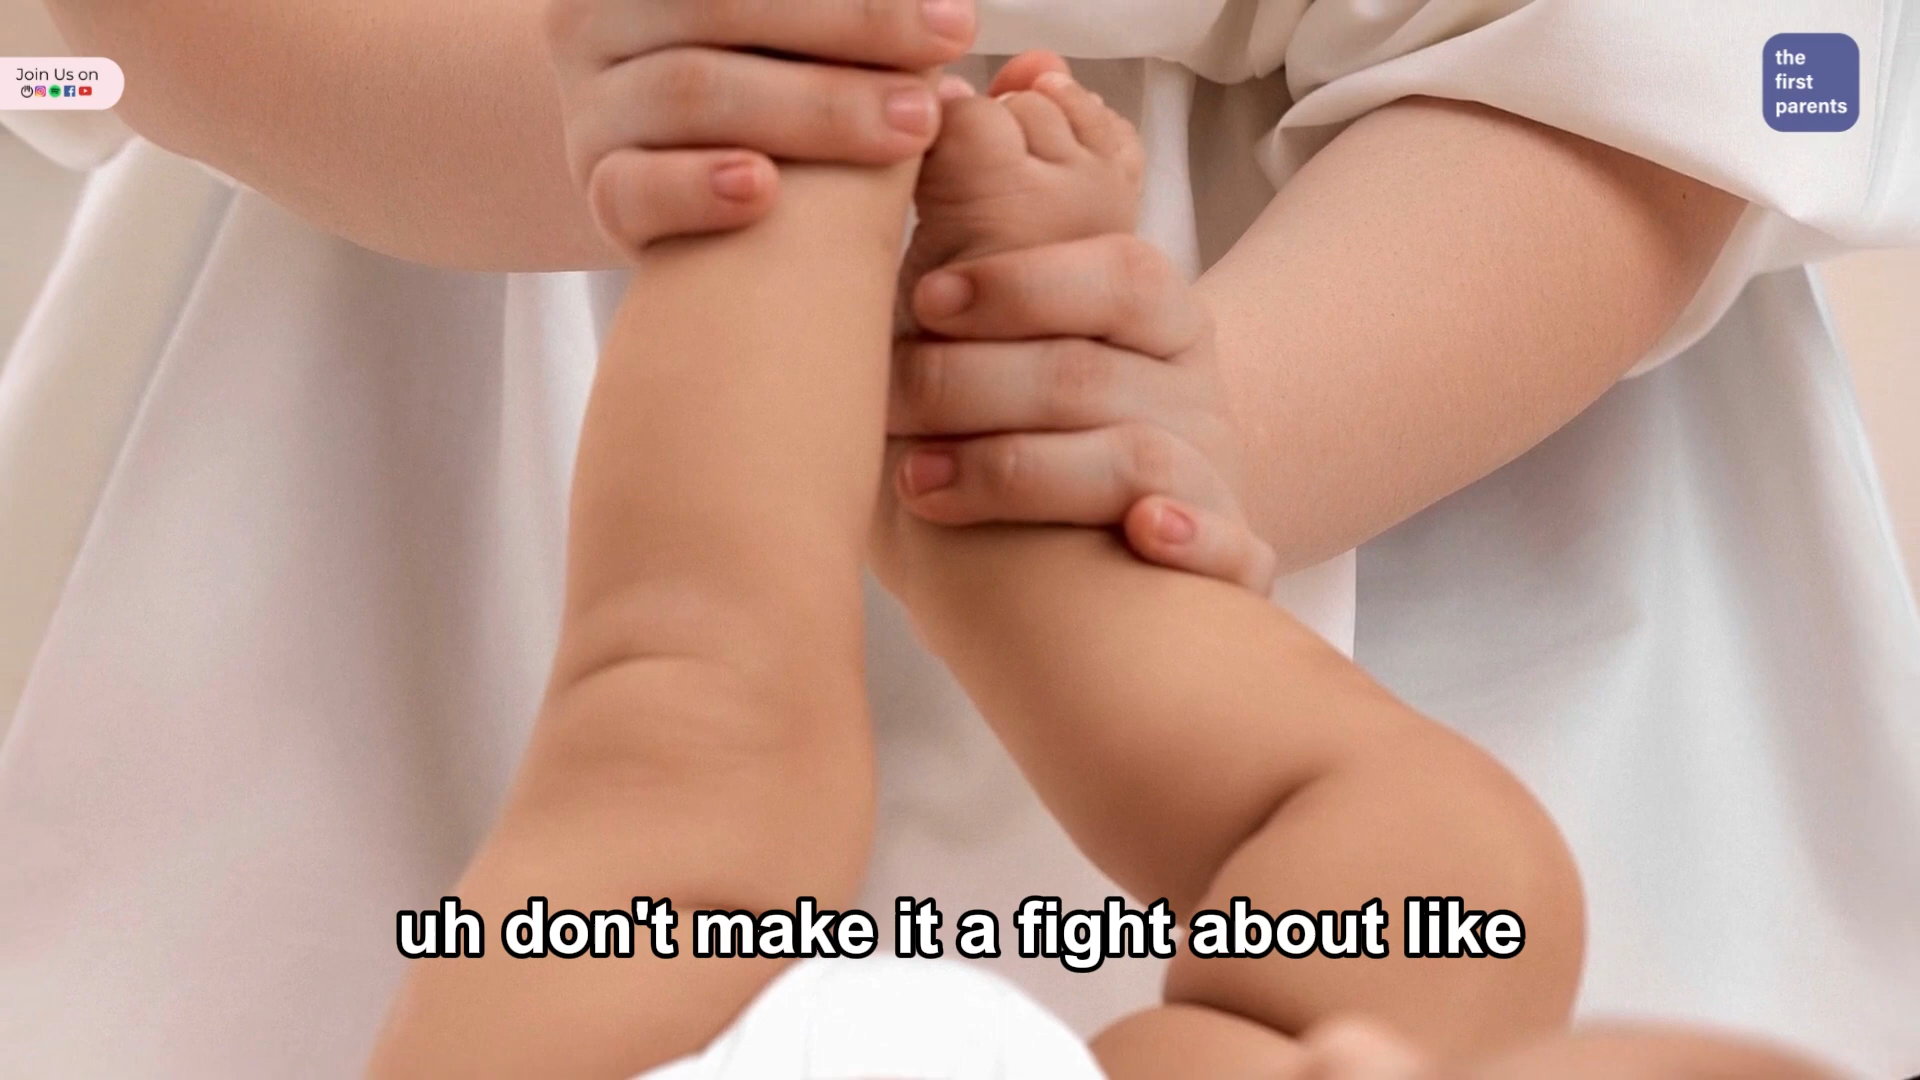 Join Us on
the
first
parents
uh don't make it a fight about like